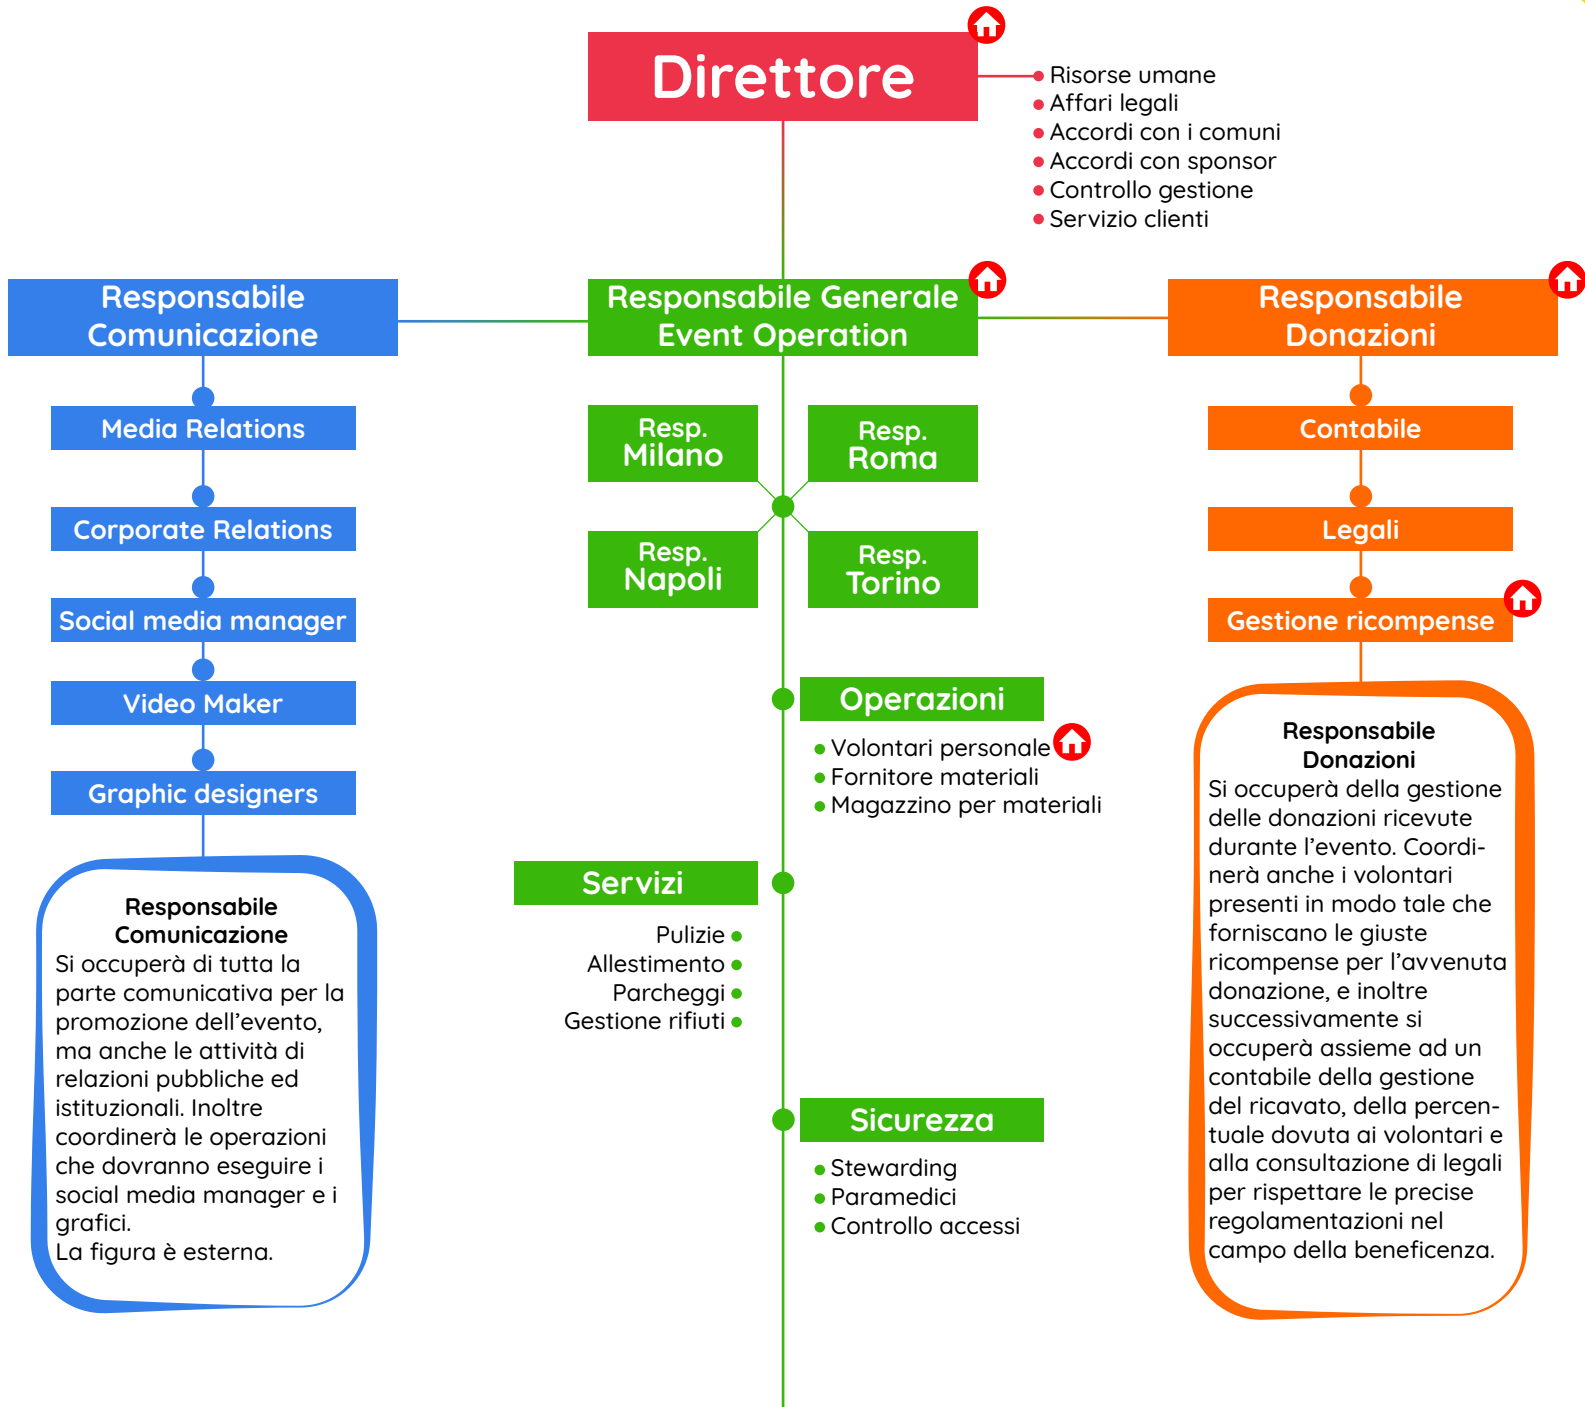 Direttore
Risorse umane
Affari legali
Accordi con i comuni
Accordi con sponsor
Controllo gestione
Servizio clienti
Responsabile
Comunicazione
Responsabile Generale
Event Operation
Responsabile
Donazioni
Media Relations
Corporate Relations
Social media manager
Video Maker
Graphic designers
Responsabile
Comunicazione
Si occuperà di tutta la
parte comunicativa per la
promozione dell’evento,
ma anche le attività di
relazioni pubbliche ed
istituzionali. Inoltre
coordinerà le operazioni
che dovranno eseguire i
social media manager e i
grafici.
La figura è esterna.
Resp.
Milano
Resp.
Roma
Resp.
Napoli
Resp.
Torino
Operazioni
Volontari personale
Fornitore materiali
Magazzino per materiali
Servizi
Pulizie
Allestimento
Parcheggi
Gestione rifiuti
Sicurezza
Stewarding
Paramedici
Controllo accessi
Contabile
Legali
Gestione ricompense
Responsabile
Donazioni
Si occuperà della gestione
delle donazioni ricevute
durante l’evento. Coordi-
nerà anche i volontari
presenti in modo tale che
forniscano le giuste
ricompense per l’avvenuta
donazione, e inoltre
successivamente si
occuperà assieme ad un
contabile della gestione
del ricavato, della percen-
tuale dovuta ai volontari e
alla consultazione di legali
per rispettare le precise
regolamentazioni nel
campo della beneficenza.